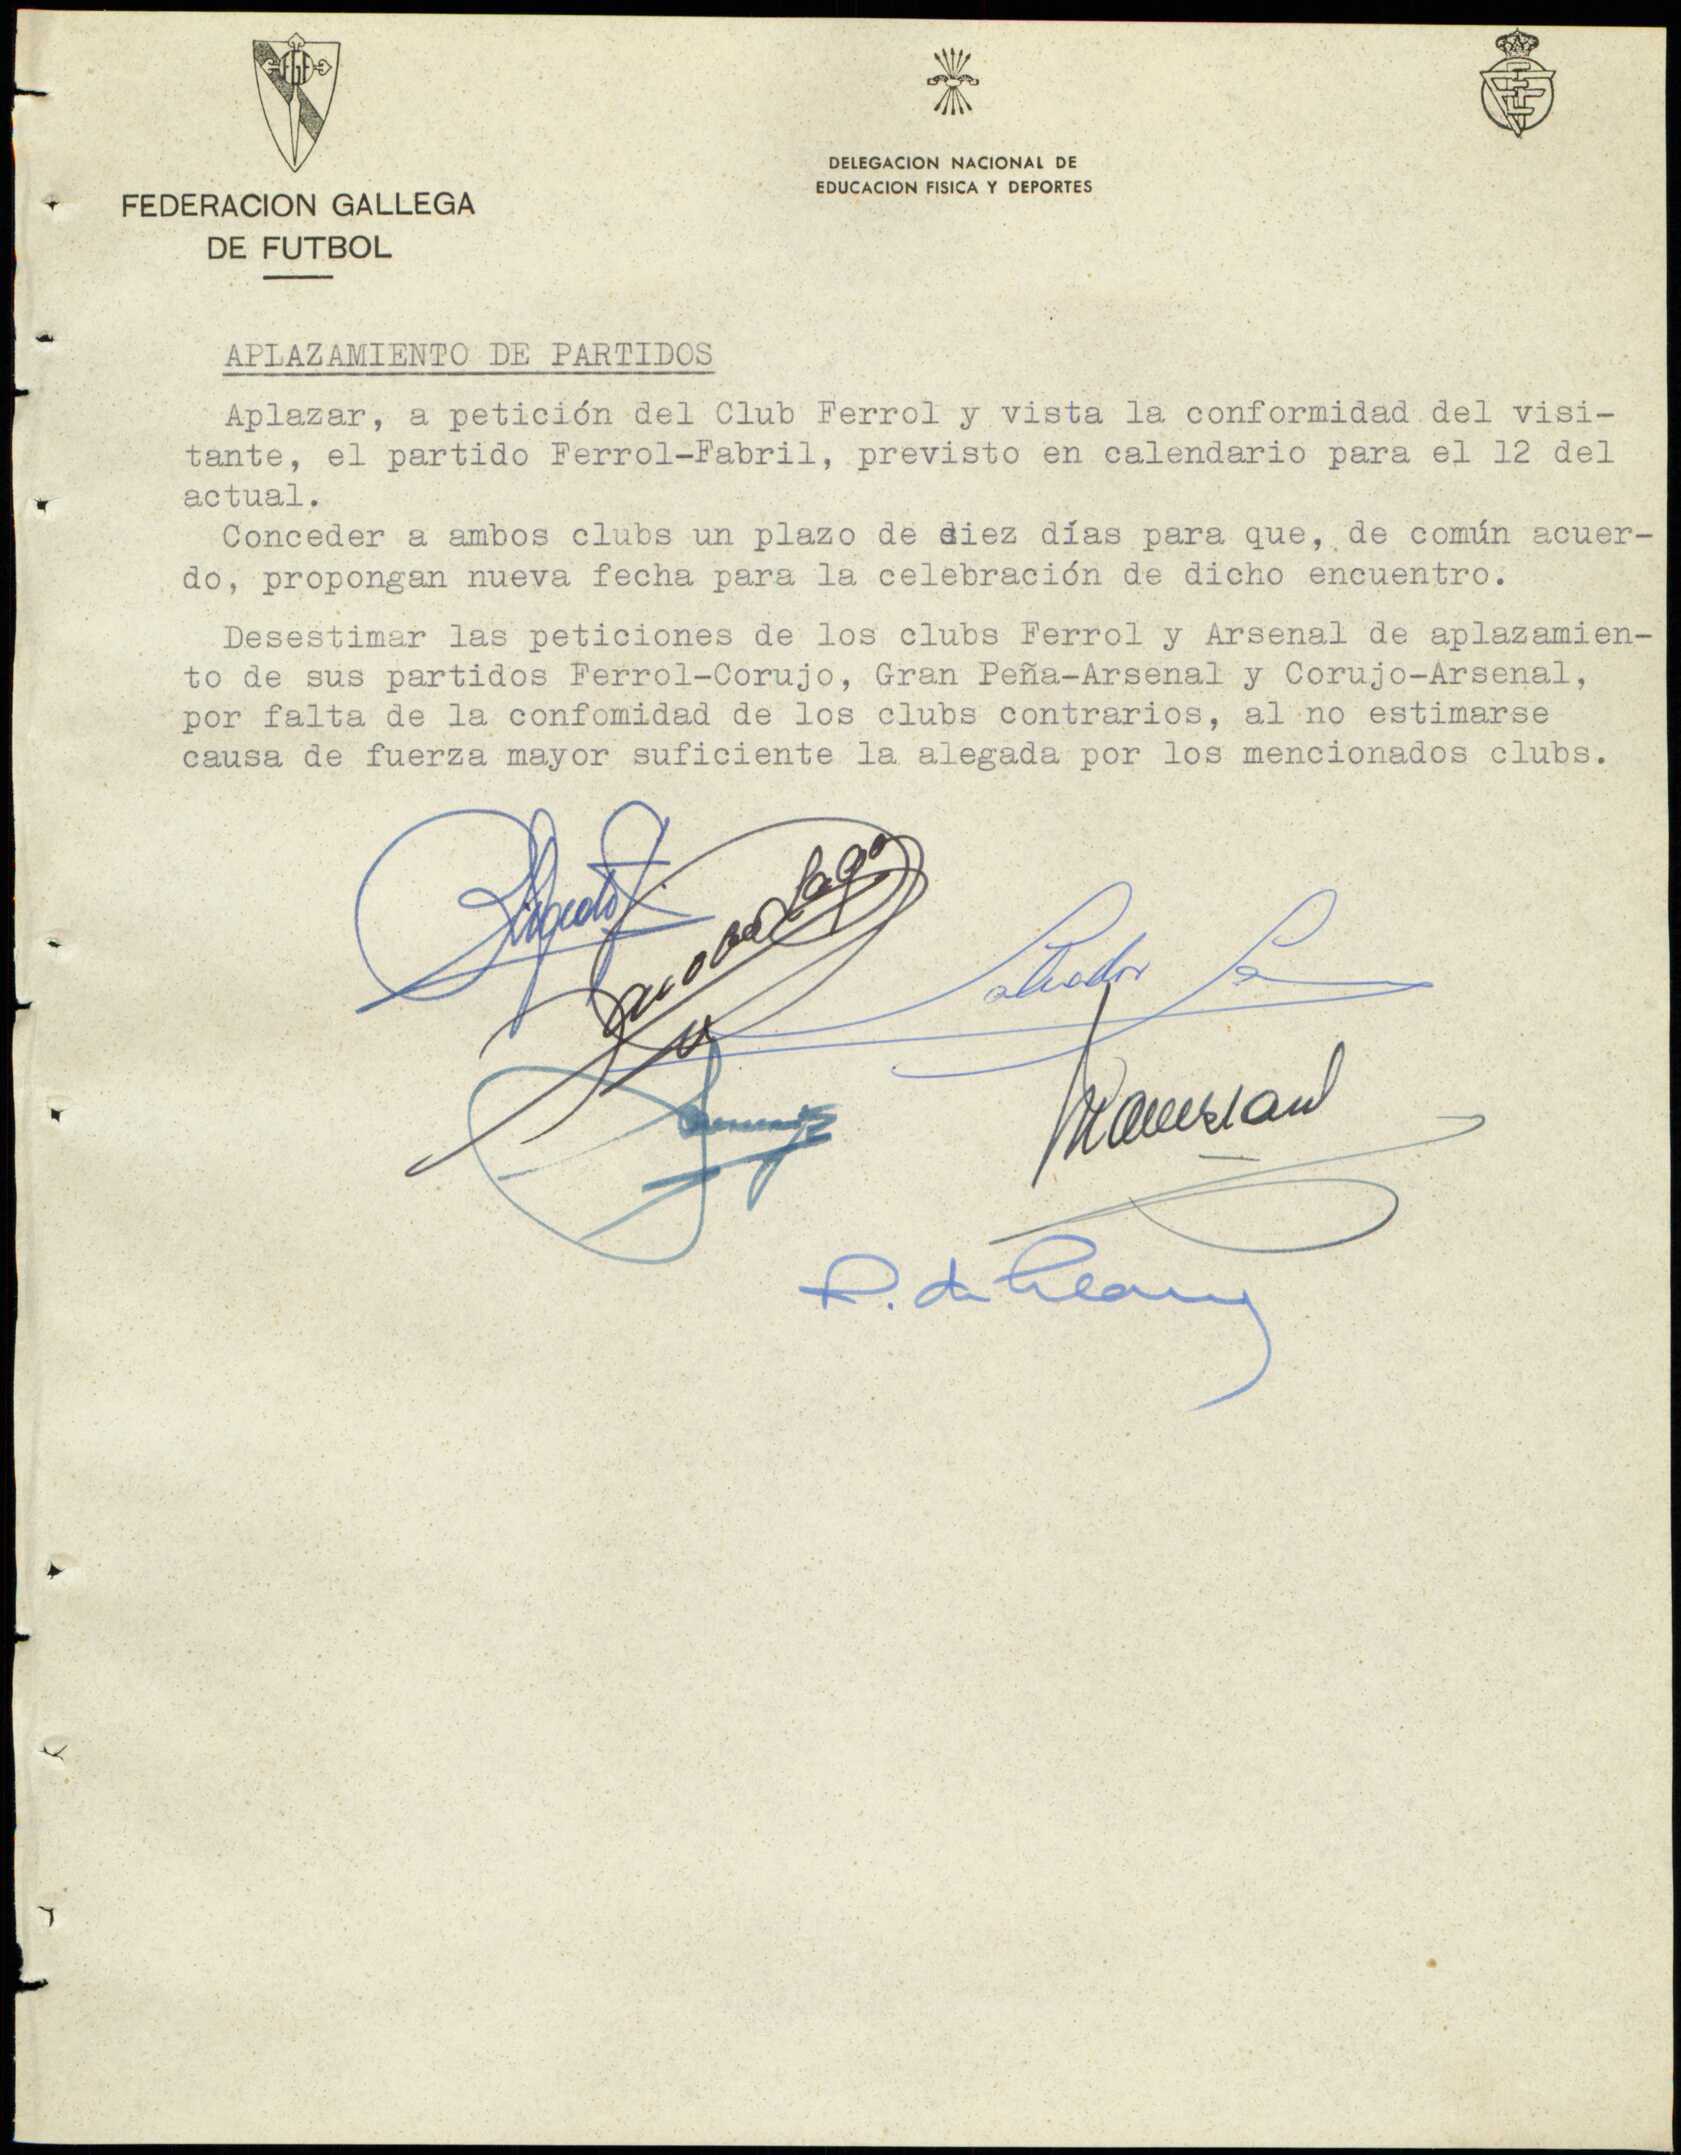 FEDERACION GALLEGA
DE FUTBOL
DELEGACION NACIONAL DE
EDUCACION FISICA Y DEPORTES
APLAZAMIENTO DE PARTIDOS
Aplazar, a petición del Club Ferrol y vista la conformidad del visi-
tante, el partido Ferrol-Fabril, previsto en calendario para el 12 del
actual.
Conceder a ambos clubs un plazo de diez días para que, de común acuer-
do, propongan nueva fecha para la celebración de dicho encuentro.
Desestimar las peticiones de los clubs Ferrol y Arsenal de aplazamien-
to de sus partidos Ferrol-Corujo, Gran Peña-Arsenal y Corujo-Arsenal,
por falta de la confomidad de los clubs contrarios, al no estimarse
causa de fuerza mayor suficiente la alegada por los mencionados clubs.
Salvador